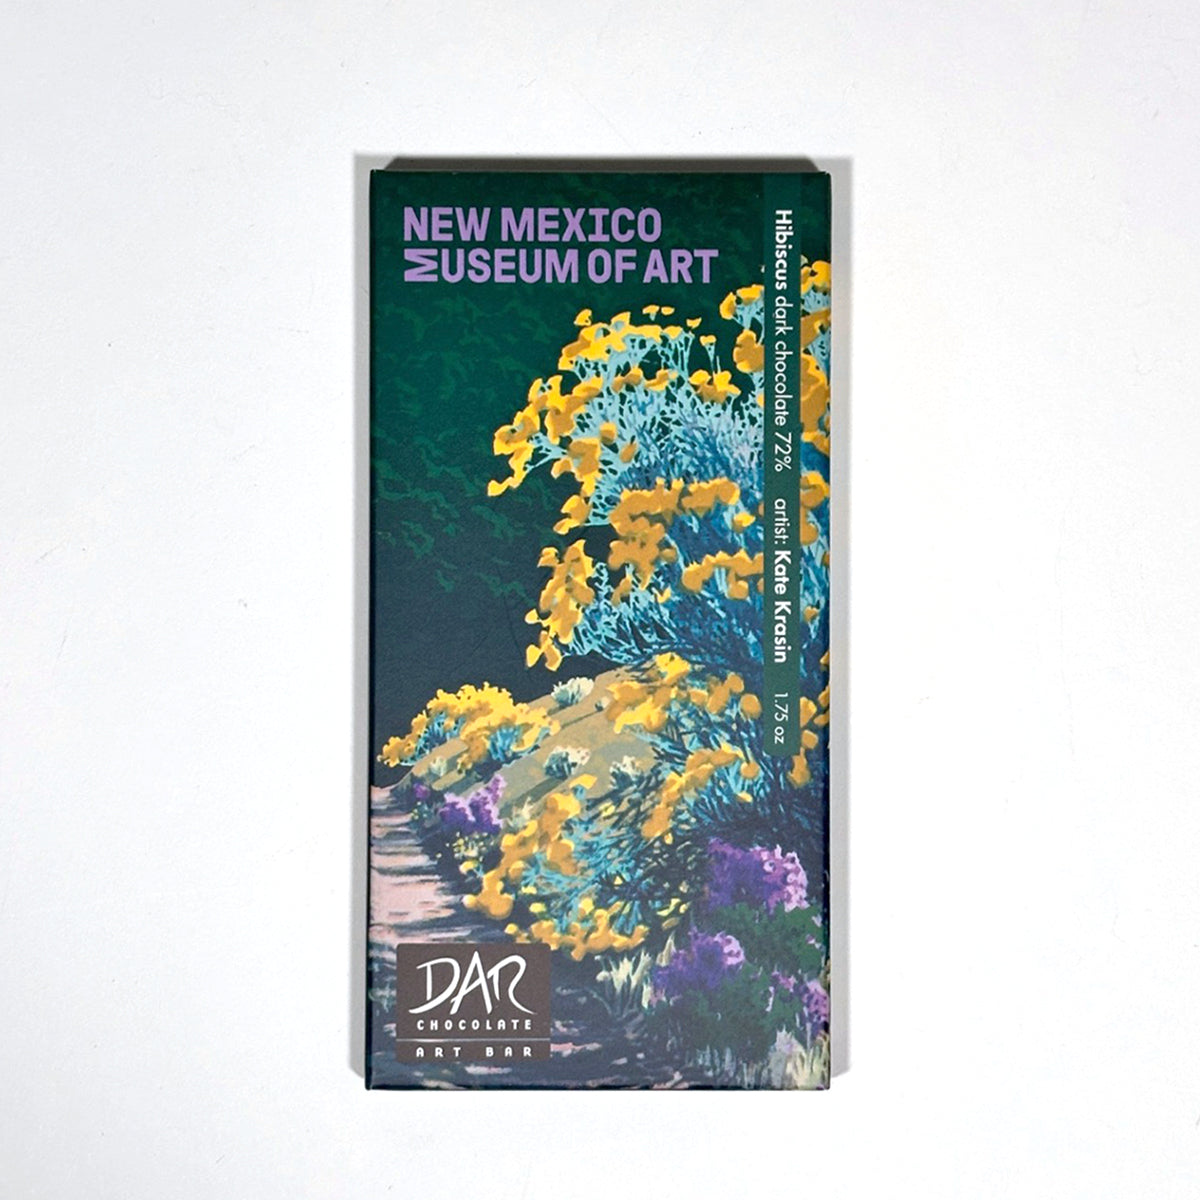 NEW MEXICO
MUSEUM OF ART
Hibiscus dark chocolate 72% artist: Kate Krasin 1.75 oz
DAR
CHOCOLATE
ART BAR